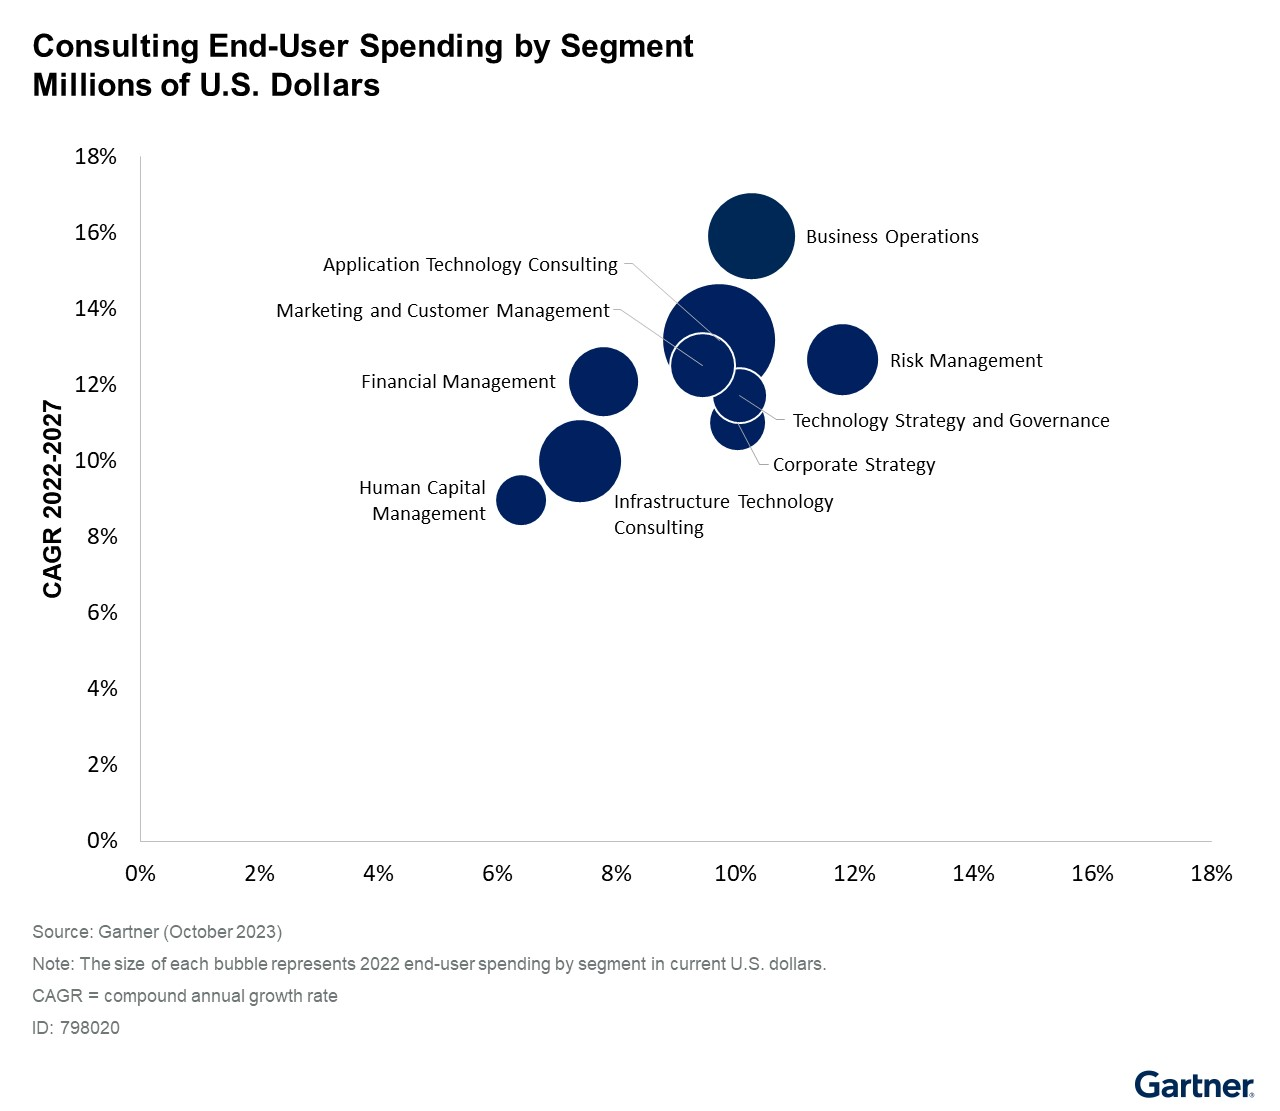 Consulting End-User Spending by Segment
Millions of U.S. Dollars
18%
16%
14%
12%
10%
8%
6%
4%
2%
0%
CAGR 2022-2027
Business Operations
Application Technology Consulting
Marketing and Customer Management
Risk Management
Financial Management
Technology Strategy and Governance
Corporate Strategy
Human Capital
Management
Infrastructure Technology
Consulting
0% 2% 4% 6% 8% 10% 12% 14% 16% 18%
Source: Gartner (October 2023)
Note: The size of each bubble represents 2022 end-user spending by segment in current U.S. dollars.
CAGR = compound annual growth rate
ID: 798020
Gartner®